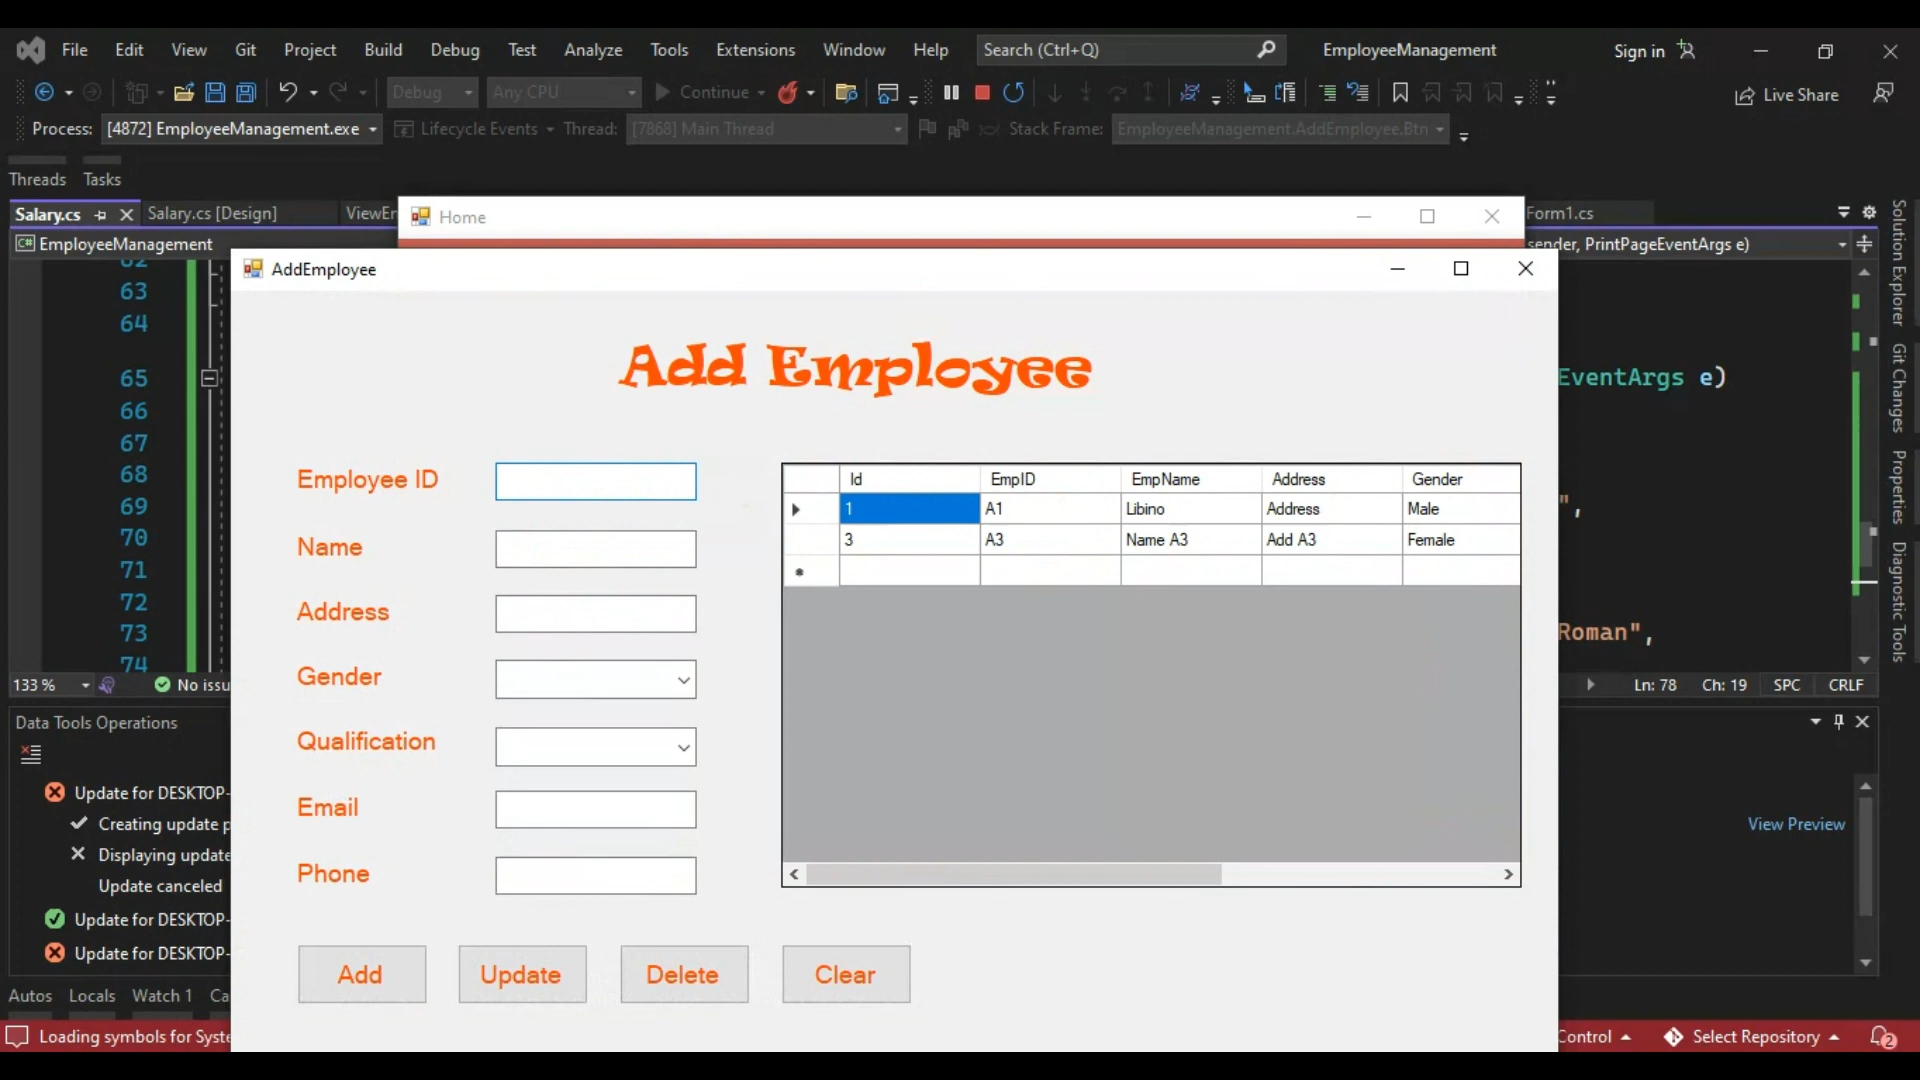 File Edit View Git Project Build Debug Test Analyze Tools Extensions Window Help Search (Ctrl+Q) EmployeeManagement Sign in
Debug Any CPU Continue Live Share
Process: [4872] EmployeeManagement.exe Lifecycle Events Thread: [7868] Main Thread Stack Frame: EmployeeManagement.AddEmployee.Btn
Threads Tasks
Salary.cs Salary.cs [Design] ViewEn Home Form1.cs
C# EmployeeManagement sender, PrintPageEventArgs e)
AddEmployee
62
63
64
65 EventArgs e)
66
67
68
69 ",
70
71
72
73 Roman",
74
Add Employee
Employee ID
Name
Address
Gender
Qualification
Email
Phone
Id EmpID EmpName Address Gender
1 A1 Libino Address Male
3 A3 Name A3 Add A3 Female
Add Update Delete Clear
133 % No issu Ln: 78 Ch: 19 SPC CRLF
Data Tools Operations
Update for DESKTOP-
Creating update p
Displaying update
Update canceled
Update for DESKTOP-
Update for DESKTOP-
View Preview
Autos Locals Watch 1 Ca
Loading symbols for Syste Control Select Repository 2
Solution Explorer
Git Changes
Properties
Diagnostic Tools